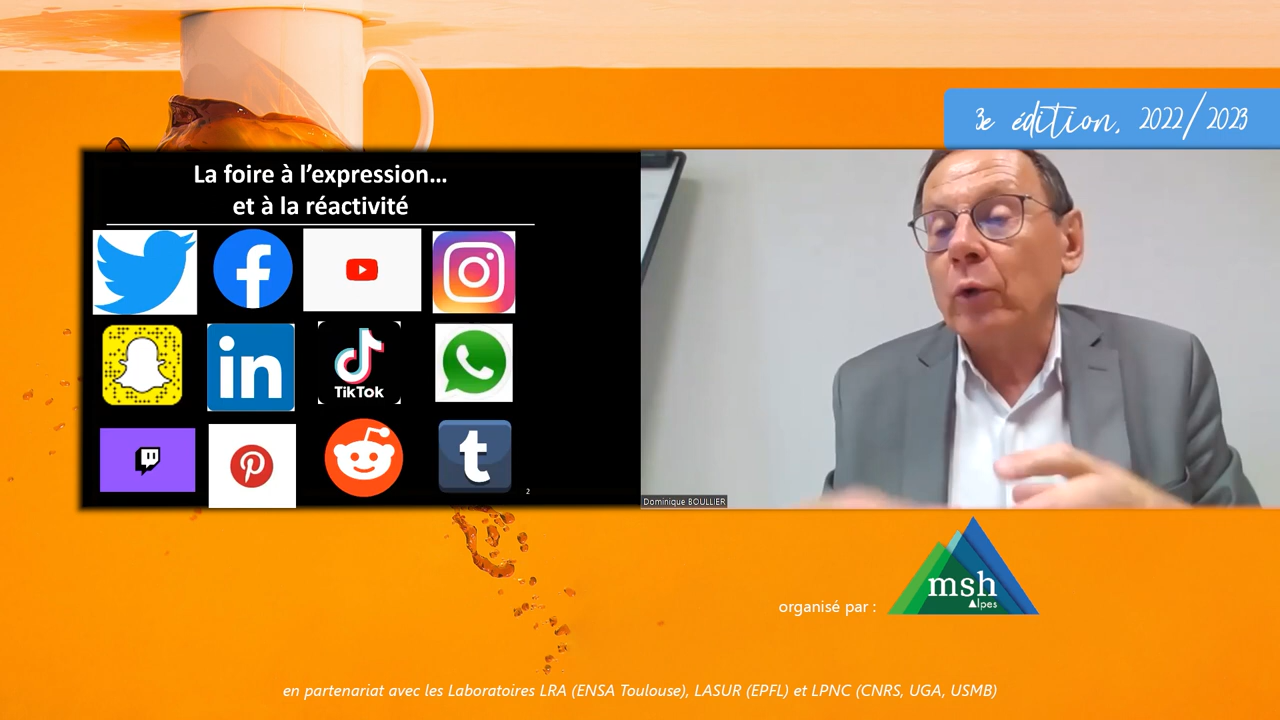 3e édition, 2022/2023
La foire à l’expression...
et à la réactivité
in
TikTok
2
Dominique BOULLIER
organisé par :
msh
Alpes
en partenariat avec les Laboratoires LRA (ENSA Toulouse), LASUR (EPFL) et LPNC (CNRS, UGA, USMB)